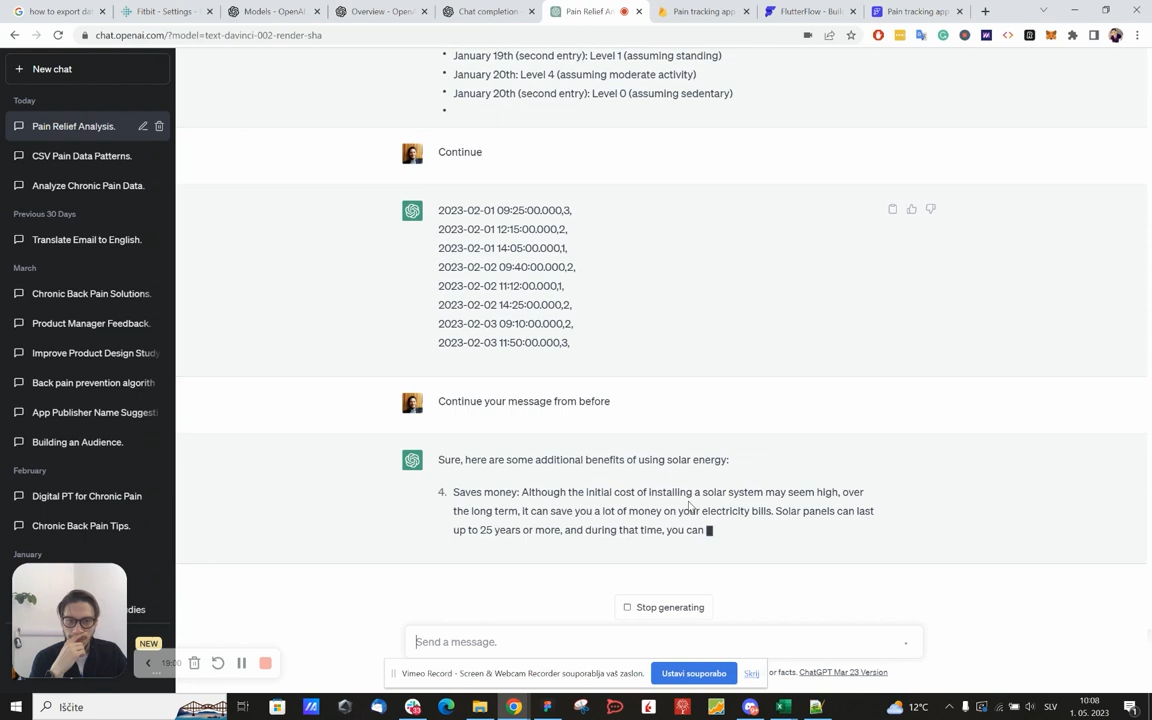 how to export dat
Fitbit - Settings -
Models - OpenAI
Overview - OpenA
Chat completion
Pain Relief An
Pain tracking app
FlutterFlow - Buil
Pain tracking app
chat.openai.com/?model=text-davinci-002-render-sha
New chat
Today
Pain Relief Analysis.
CSV Pain Data Patterns.
Analyze Chronic Pain Data.
Previous 30 Days
Translate Email to English.
March
Chronic Back Pain Solutions.
Product Manager Feedback.
Improve Product Design Study
Back pain prevention algorith
App Publisher Name Suggesti
Building an Audience.
February
Digital PT for Chronic Pain
Chronic Back Pain Tips.
January
udies
NEW
19:00
• January 19th (second entry): Level 1 (assuming standing)
• January 20th: Level 4 (assuming moderate activity)
• January 20th (second entry): Level 0 (assuming sedentary)
•
Continue
2023-02-01 09:25:00.000,3,
2023-02-01 12:15:00.000,2,
2023-02-01 14:05:00.000,1,
2023-02-02 09:40:00.000,2,
2023-02-02 11:12:00.000,1,
2023-02-02 14:25:00.000,2,
2023-02-03 09:10:00.000,2,
2023-02-03 11:50:00.000,3,
Continue your message from before
Sure, here are some additional benefits of using solar energy:
4. Saves money: Although the initial cost of installing a solar system may seem high, over
the long term, it can save you a lot of money on your electricity bills. Solar panels can last
up to 25 years or more, and during that time, you can
Stop generating
Send a message.
Vimeo Record - Screen & Webcam Recorder souporablja vaš zaslon.
Ustavi souporabo
Skrij
or facts. ChatGPT Mar 23 Version
Iščite
12°C
SLV
10:08
1. 05. 2023